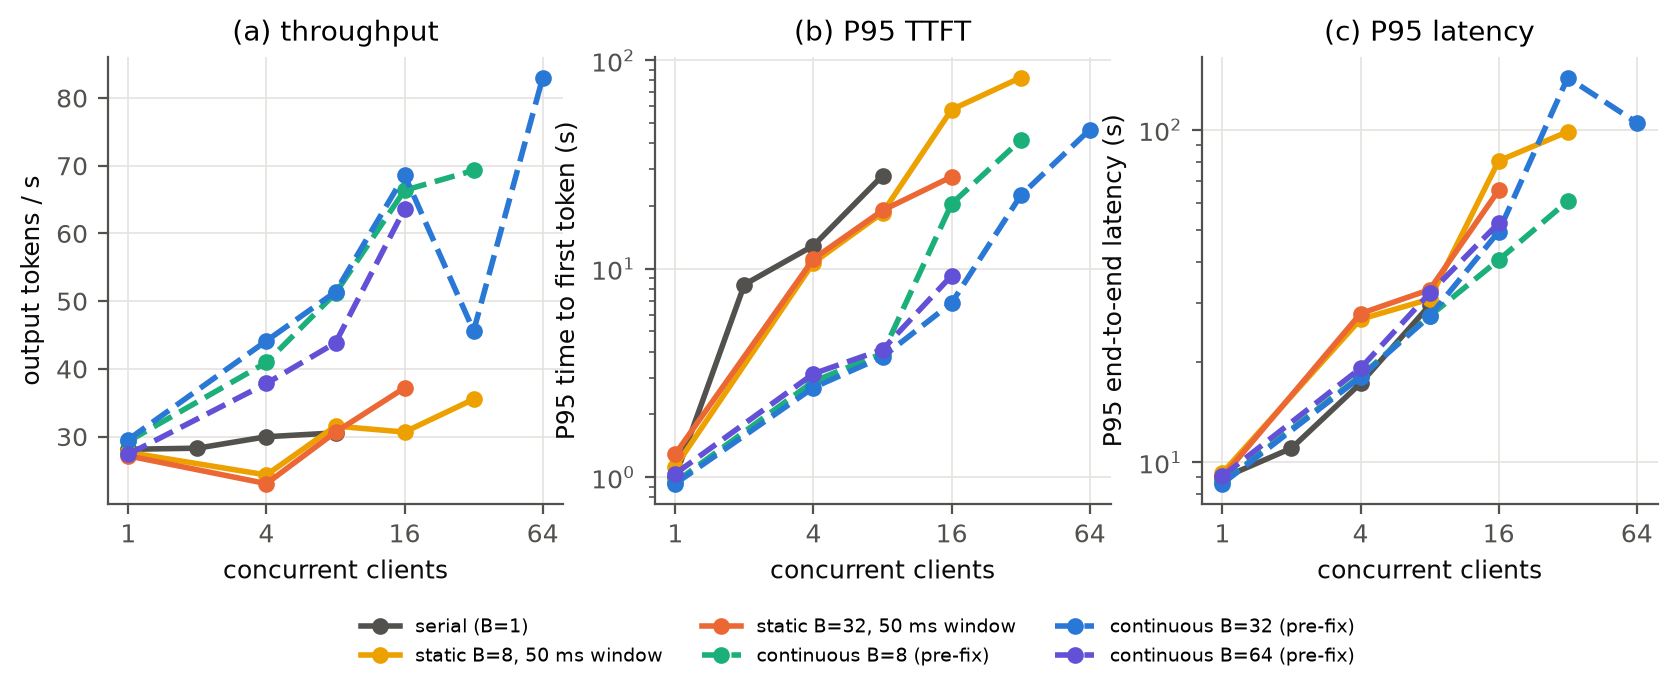 (a) throughput
(b) P95 TTFT
(c) P95 latency
output tokens / s
80
70
60
50
40
30
1
4
16
64
concurrent clients
P95 time to first token (s)
10²
10¹
10⁰
1
4
16
64
concurrent clients
P95 end-to-end latency (s)
10²
10¹
1
4
16
64
concurrent clients
serial (B=1)
static B=8, 50 ms window
static B=32, 50 ms window
continuous B=8 (pre-fix)
continuous B=32 (pre-fix)
continuous B=64 (pre-fix)